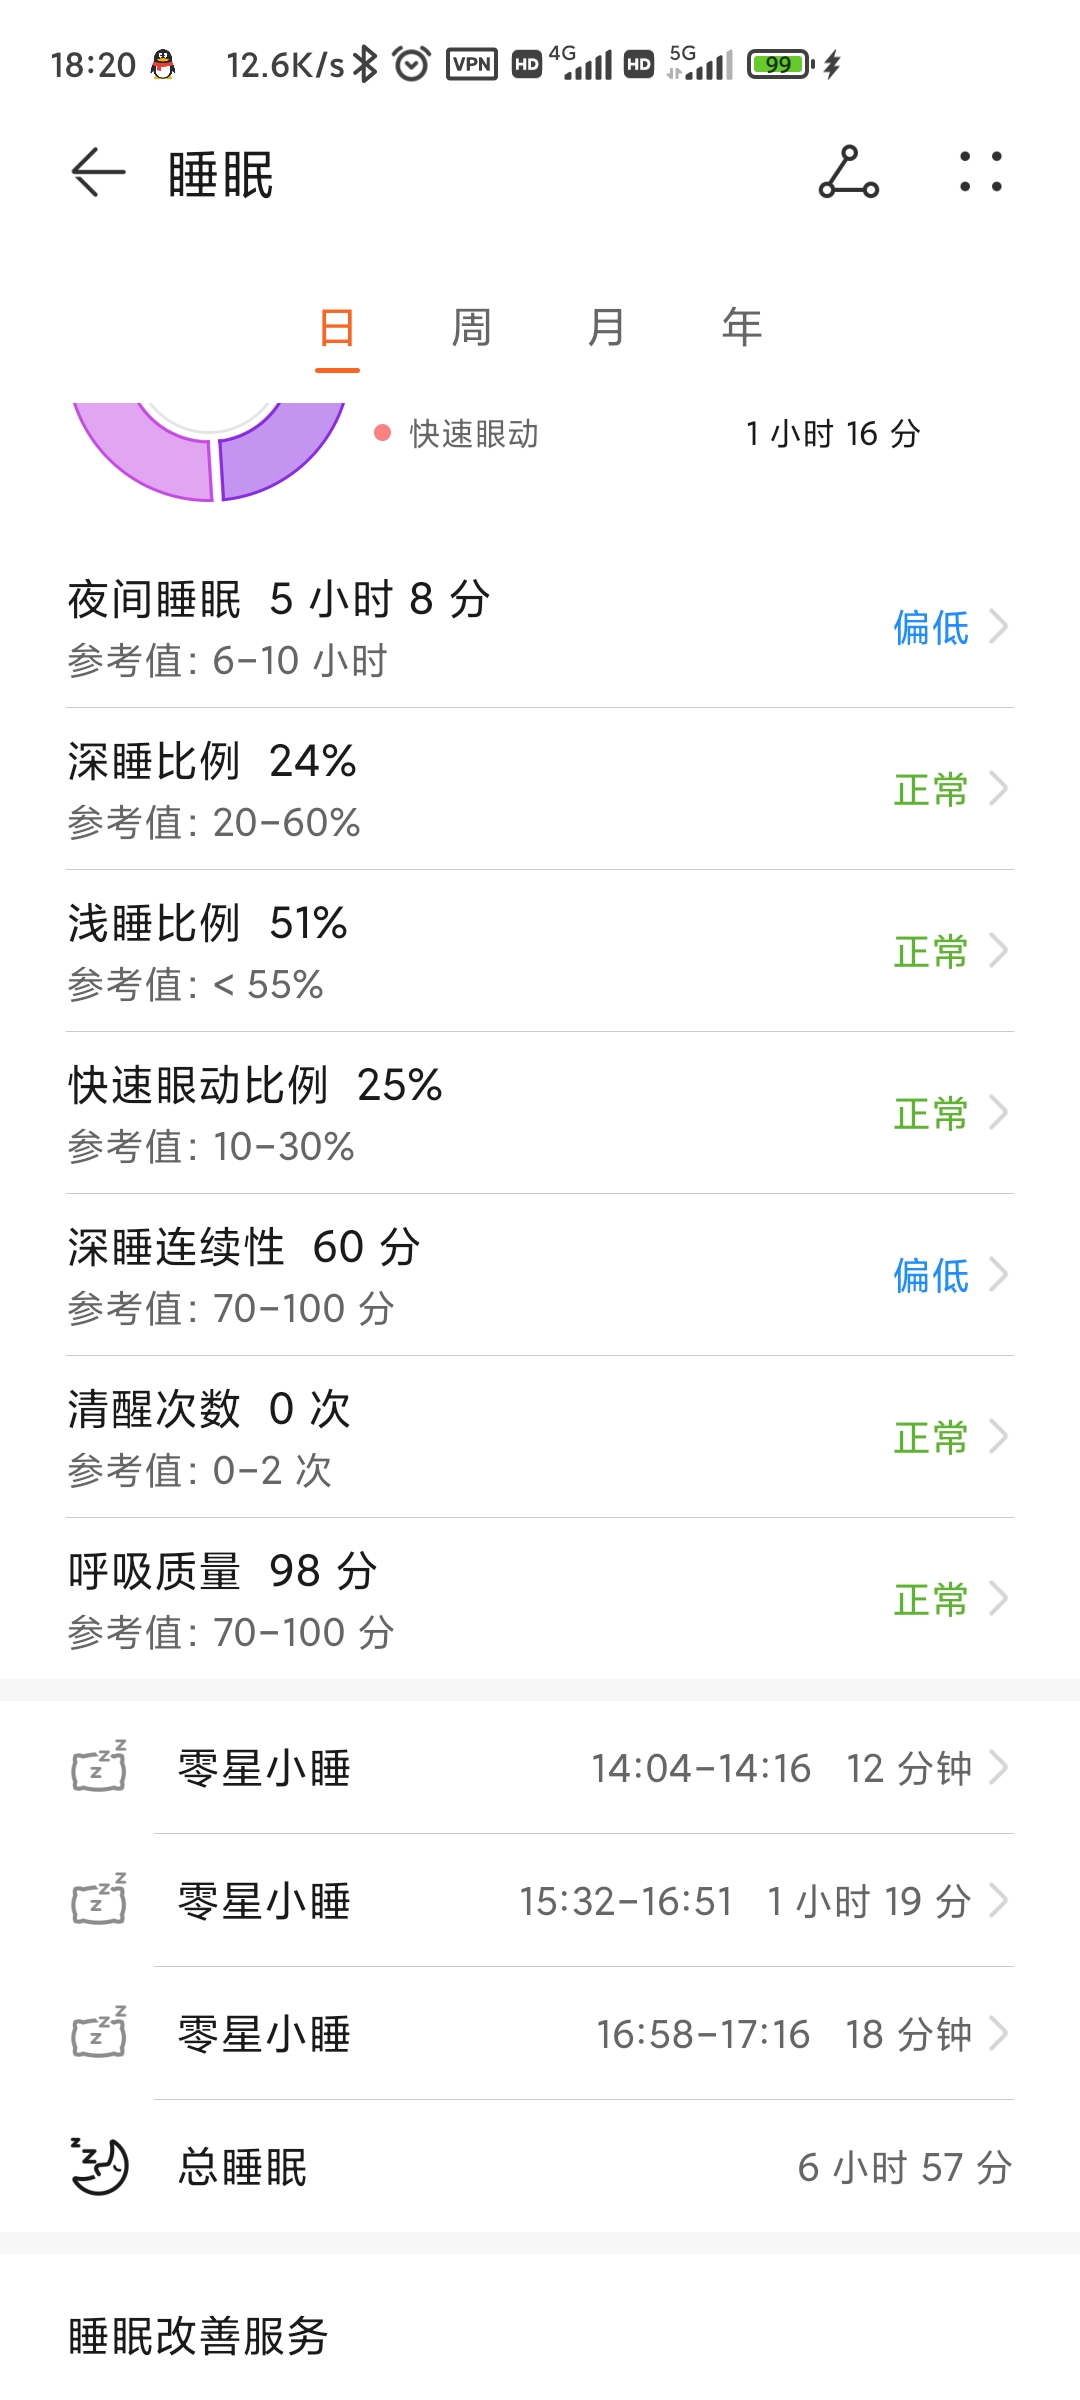 18:20 12.6K/s VPN HD 4G HD 5G 99
睡眠
日 周 月 年
快速眼动 1 小时 16 分
夜间睡眠 5 小时 8 分
偏低
参考值: 6-10 小时
深睡比例 24%
正常
参考值: 20-60%
浅睡比例 51%
正常
参考值: < 55%
快速眼动比例 25%
正常
参考值: 10-30%
深睡连续性 60 分
偏低
参考值: 70-100 分
清醒次数 0 次
正常
参考值: 0-2 次
呼吸质量 98 分
正常
参考值: 70-100 分
零星小睡 14:04-14:16 12 分钟
零星小睡 15:32-16:51 1 小时 19 分
零星小睡 16:58-17:16 18 分钟
总睡眠 6 小时 57 分
睡眠改善服务